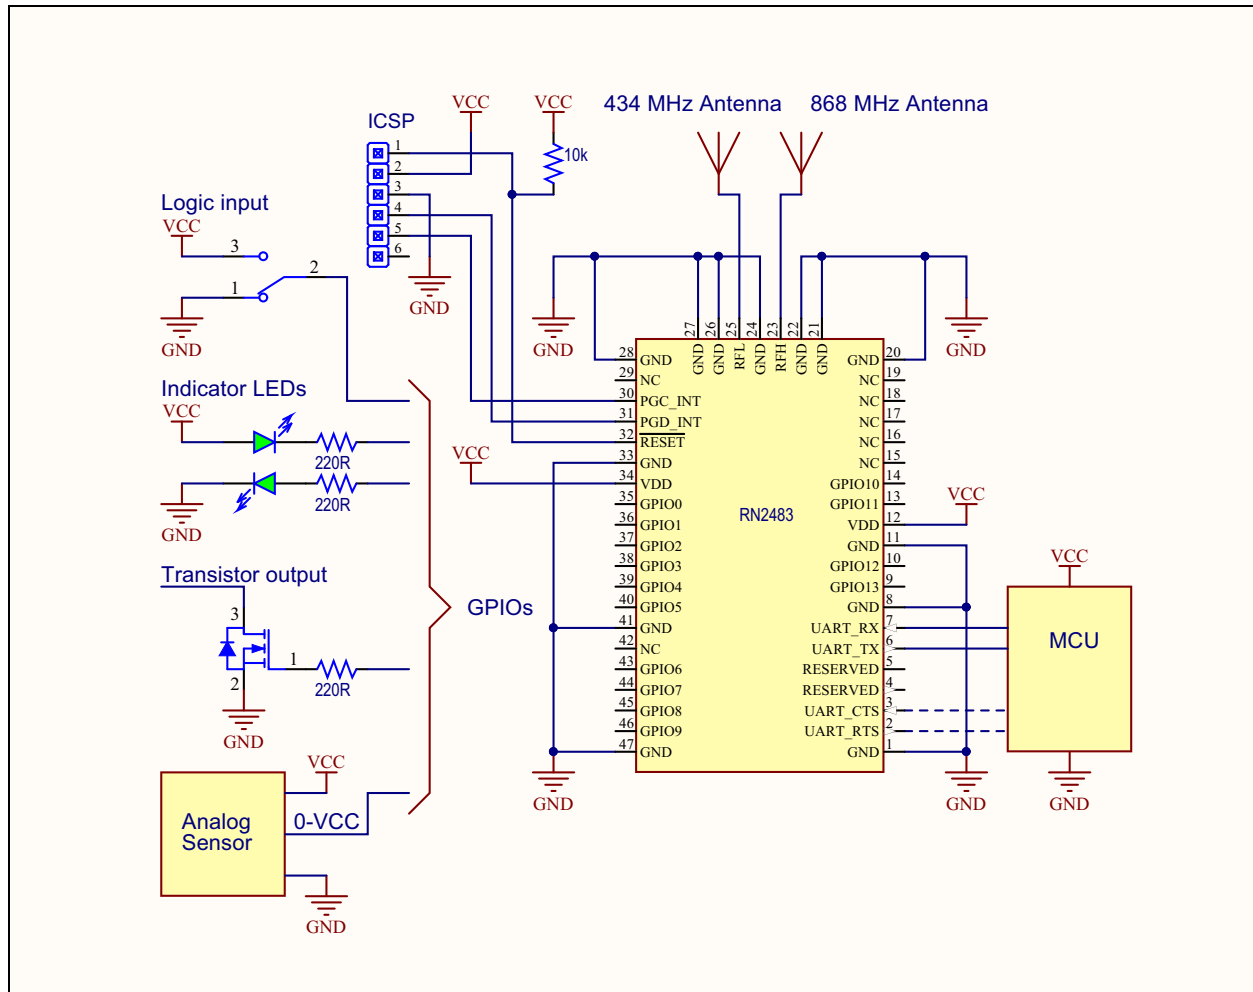 434 MHz Antenna
868 MHz Antenna
VCC
VCC
ICSP
1
2
3
4
5
6
10k
GND
Logic input
VCC
3
2
1
GND
GND
GND
Indicator LEDs
VCC
220R
220R
GND
Transistor output
3
1
2
220R
GND
GPIOs
Analog
Sensor
VCC
0-VCC
GND
VCC
27 GND
26 GND
25 RFL
24 GND
23 RFH
22 GND
21 GND
28 GND
29 NC
30 PGC_INT
31 PGD_INT
32 RESET
33 GND
34 VDD
35 GPIO0
36 GPIO1
37 GPIO2
38 GPIO3
39 GPIO4
40 GPIO5
41 GND
42 NC
43 GPIO6
44 GPIO7
45 GPIO8
46 GPIO9
47 GND
RN2483
GND 20
NC 19
NC 18
NC 17
NC 16
NC 15
GPIO10 14
GPIO11 13
VDD 12
GND 11
GPIO12 10
GPIO13 9
GND 8
UART_RX 7
UART_TX 6
RESERVED 5
RESERVED 4
UART_CTS 3
UART_RTS 2
GND 1
GND
GND
VCC
VCC
MCU
GND